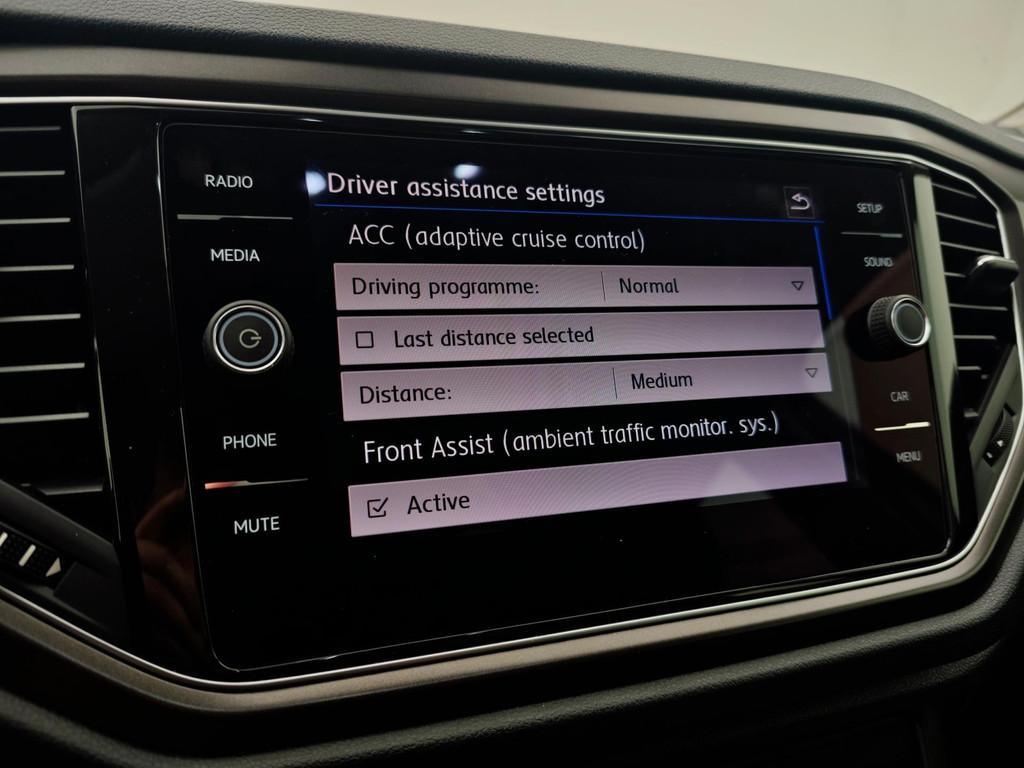 RADIO
MEDIA
PHONE
MUTE
Driver assistance settings
ACC (adaptive cruise control)
Driving programme: Normal
Last distance selected
Distance: Medium
Front Assist (ambient traffic monitor. sys.)
Active
SETUP
SOUND
CAR
MENU